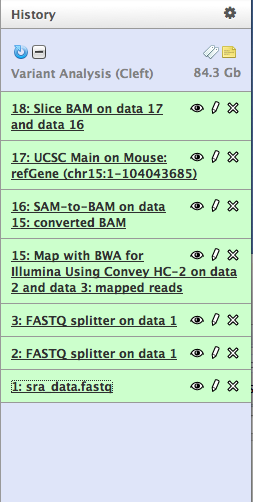 History
Variant Analysis (Cleft) 84.3 Gb
18: Slice BAM on data 17
and data 16
17: UCSC Main on Mouse:
refGene (chr15:1-104043685)
16: SAM-to-BAM on data
15: converted BAM
15: Map with BWA for
Illumina Using Convey HC-2 on data
2 and data 3: mapped reads
3: FASTQ splitter on data 1
2: FASTQ splitter on data 1
1: sra_data.fastq